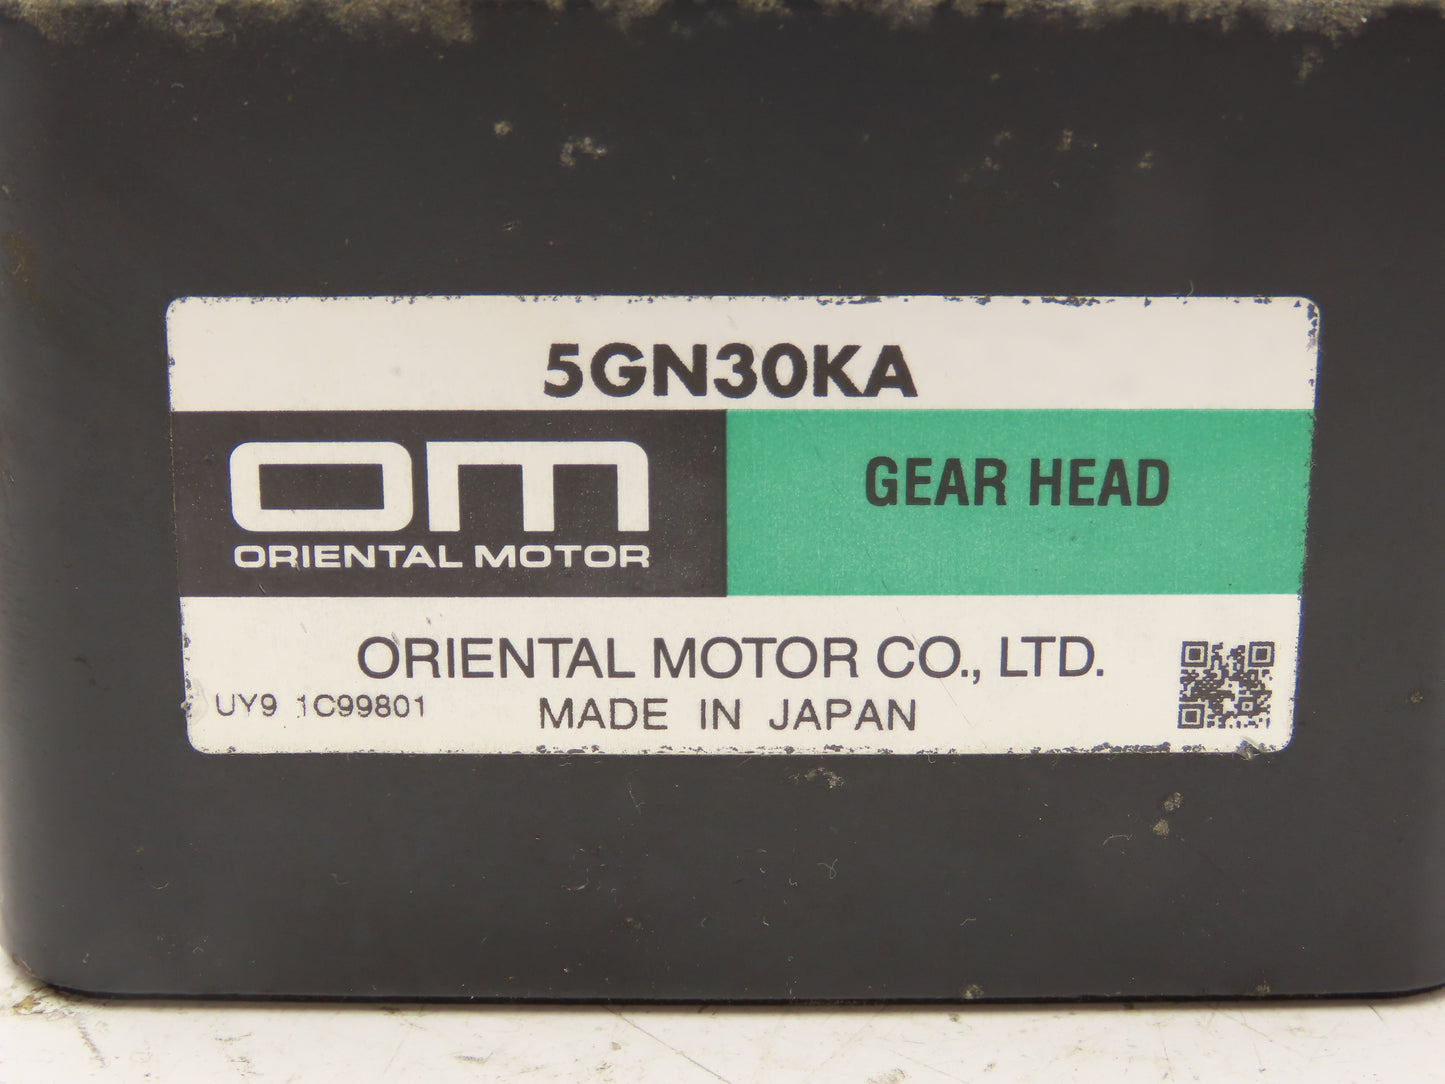 5GN30KA
OM
ORIENTAL MOTOR
GEAR HEAD
ORIENTAL MOTOR CO., LTD.
UY9 1C99801
MADE IN JAPAN